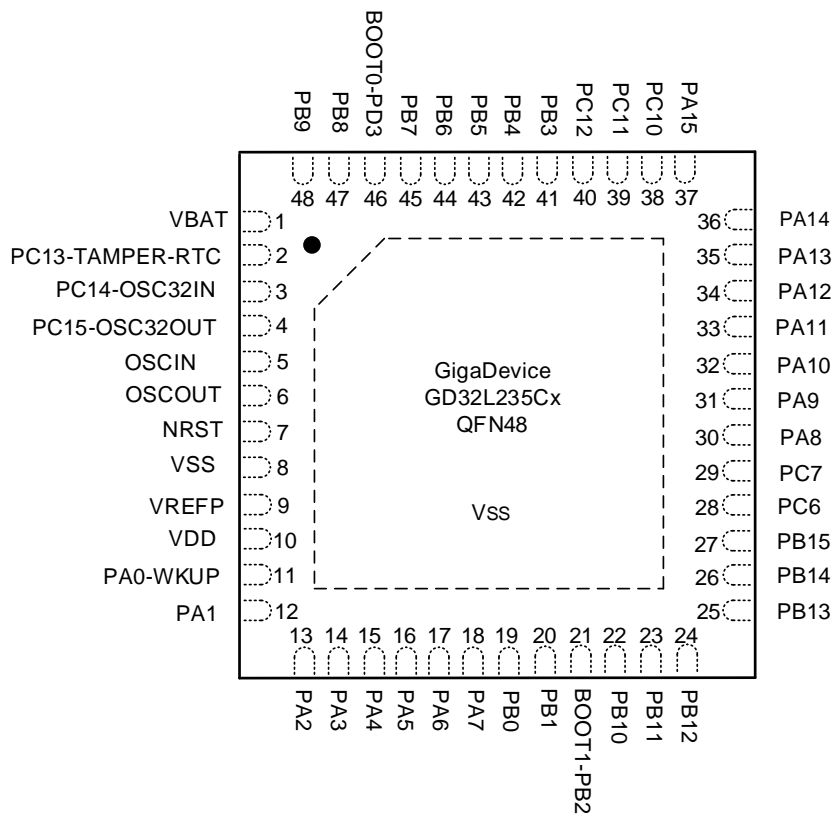 PB9 PB8 BOOT0-PD3 PB7 PB6 PB5 PB4 PB3 PC12 PC11 PC10 PA15
48 47 46 45 44 43 42 41 40 39 38 37
VBAT 1
PC13-TAMPER-RTC 2
PC14-OSC32IN 3
PC15-OSC32OUT 4
OSCIN 5
OSCOUT 6
NRST 7
VSS 8
VREFP 9
VDD 10
PA0-WKUP 11
PA1 12
GigaDevice
GD32L235Cx
QFN48
VSS
36 PA14
35 PA13
34 PA12
33 PA11
32 PA10
31 PA9
30 PA8
29 PC7
28 PC6
27 PB15
26 PB14
25 PB13
13 14 15 16 17 18 19 20 21 22 23 24
PA2 PA3 PA4 PA5 PA6 PA7 PB0 PB1 BOOT1-PB2 PB10 PB11 PB12